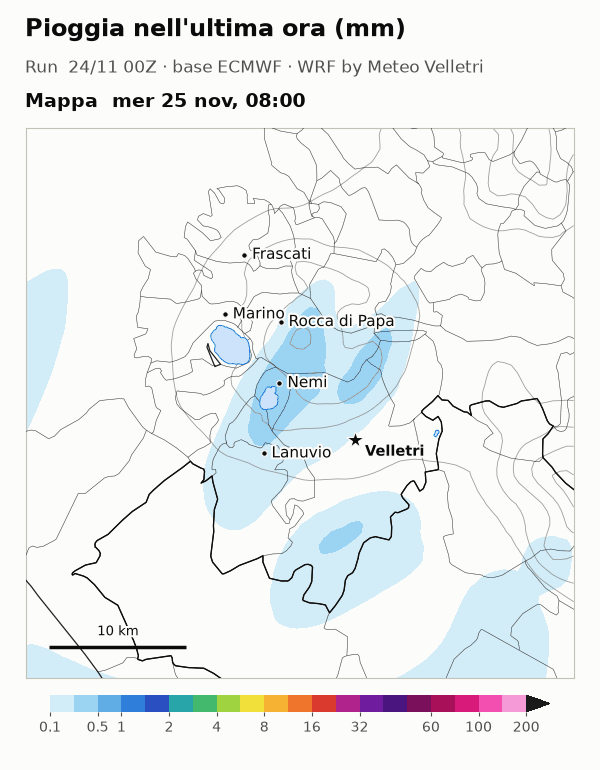 Pioggia nell'ultima ora (mm)
Run  24/11 00Z · base ECMWF · WRF by Meteo Velletri
Mappa  mer 25 nov, 08:00
Frascati
Marino
Rocca di Papa
Nemi
Velletri
Lanuvio
10 km
0.1 0.5 1 2 4 8 16 32 60 100 200